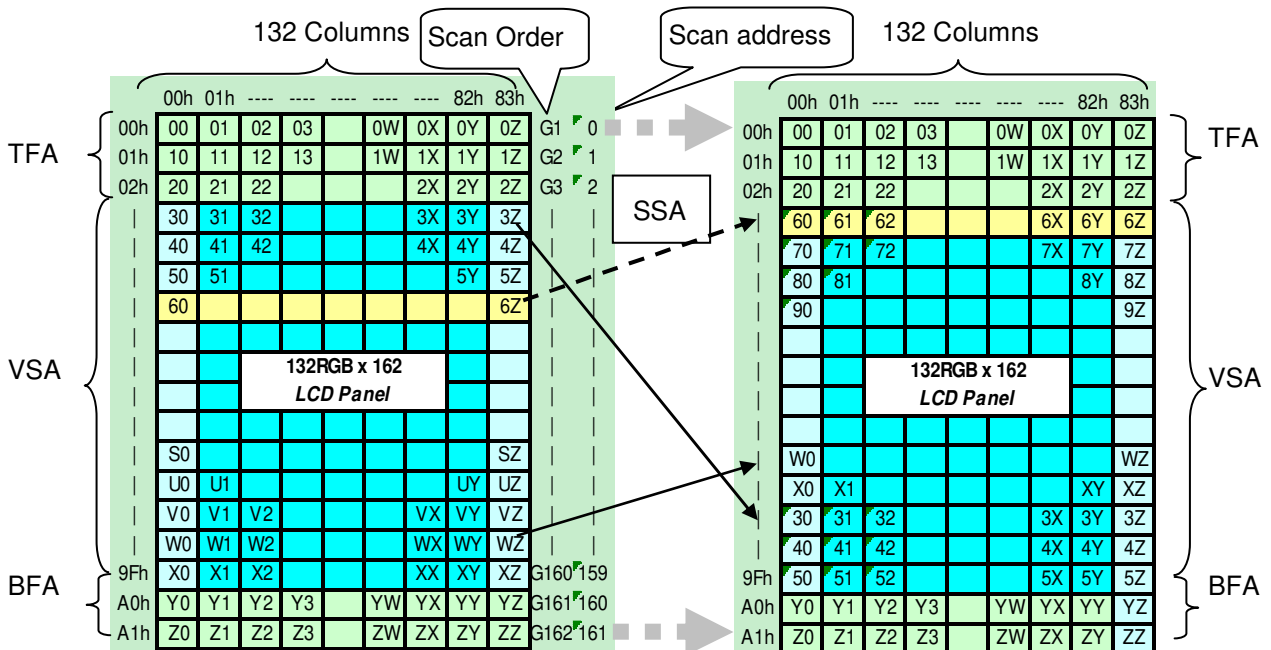 132 Columns Scan Order Scan address 132 Columns
00h 01h ---- ---- ---- ---- ---- 82h 83h
00h 00 01 02 03 0W 0X 0Y 0Z G1 0
01h 10 11 12 13 1W 1X 1Y 1Z G2 1
02h 20 21 22 2X 2Y 2Z G3 2
TFA
| 30 31 32 3X 3Y 3Z | |
| 40 41 42 4X 4Y 4Z | |
| 50 51 5Y 5Z | |
| 60 6Z | |
| | |
| 132RGB x 162 | |
| LCD Panel | |
| | |
| S0 SZ | |
| U0 U1 UY UZ | |
| V0 V1 V2 VX VY VZ | |
| W0 W1 W2 WX WY WZ | |
VSA
9Fh X0 X1 X2 XX XY XZ G160 159
A0h Y0 Y1 Y2 Y3 YW YX YY YZ G161 160
A1h Z0 Z1 Z2 Z3 ZW ZX ZY ZZ G162 161
BFA
SSA
00h 01h ---- ---- ---- ---- ---- 82h 83h
00h 00 01 02 03 0W 0X 0Y 0Z
01h 10 11 12 13 1W 1X 1Y 1Z
02h 20 21 22 2X 2Y 2Z
TFA
| 60 61 62 6X 6Y 6Z
| 70 71 72 7X 7Y 7Z
| 80 81 8Y 8Z
| 90 9Z
|
| 132RGB x 162
| LCD Panel
|
| W0 WZ
| X0 X1 XY XZ
| 30 31 32 3X 3Y 3Z
| 40 41 42 4X 4Y 4Z
VSA
9Fh 50 51 52 5X 5Y 5Z
A0h Y0 Y1 Y2 Y3 YW YX YY YZ
A1h Z0 Z1 Z2 Z3 ZW ZX ZY ZZ
BFA